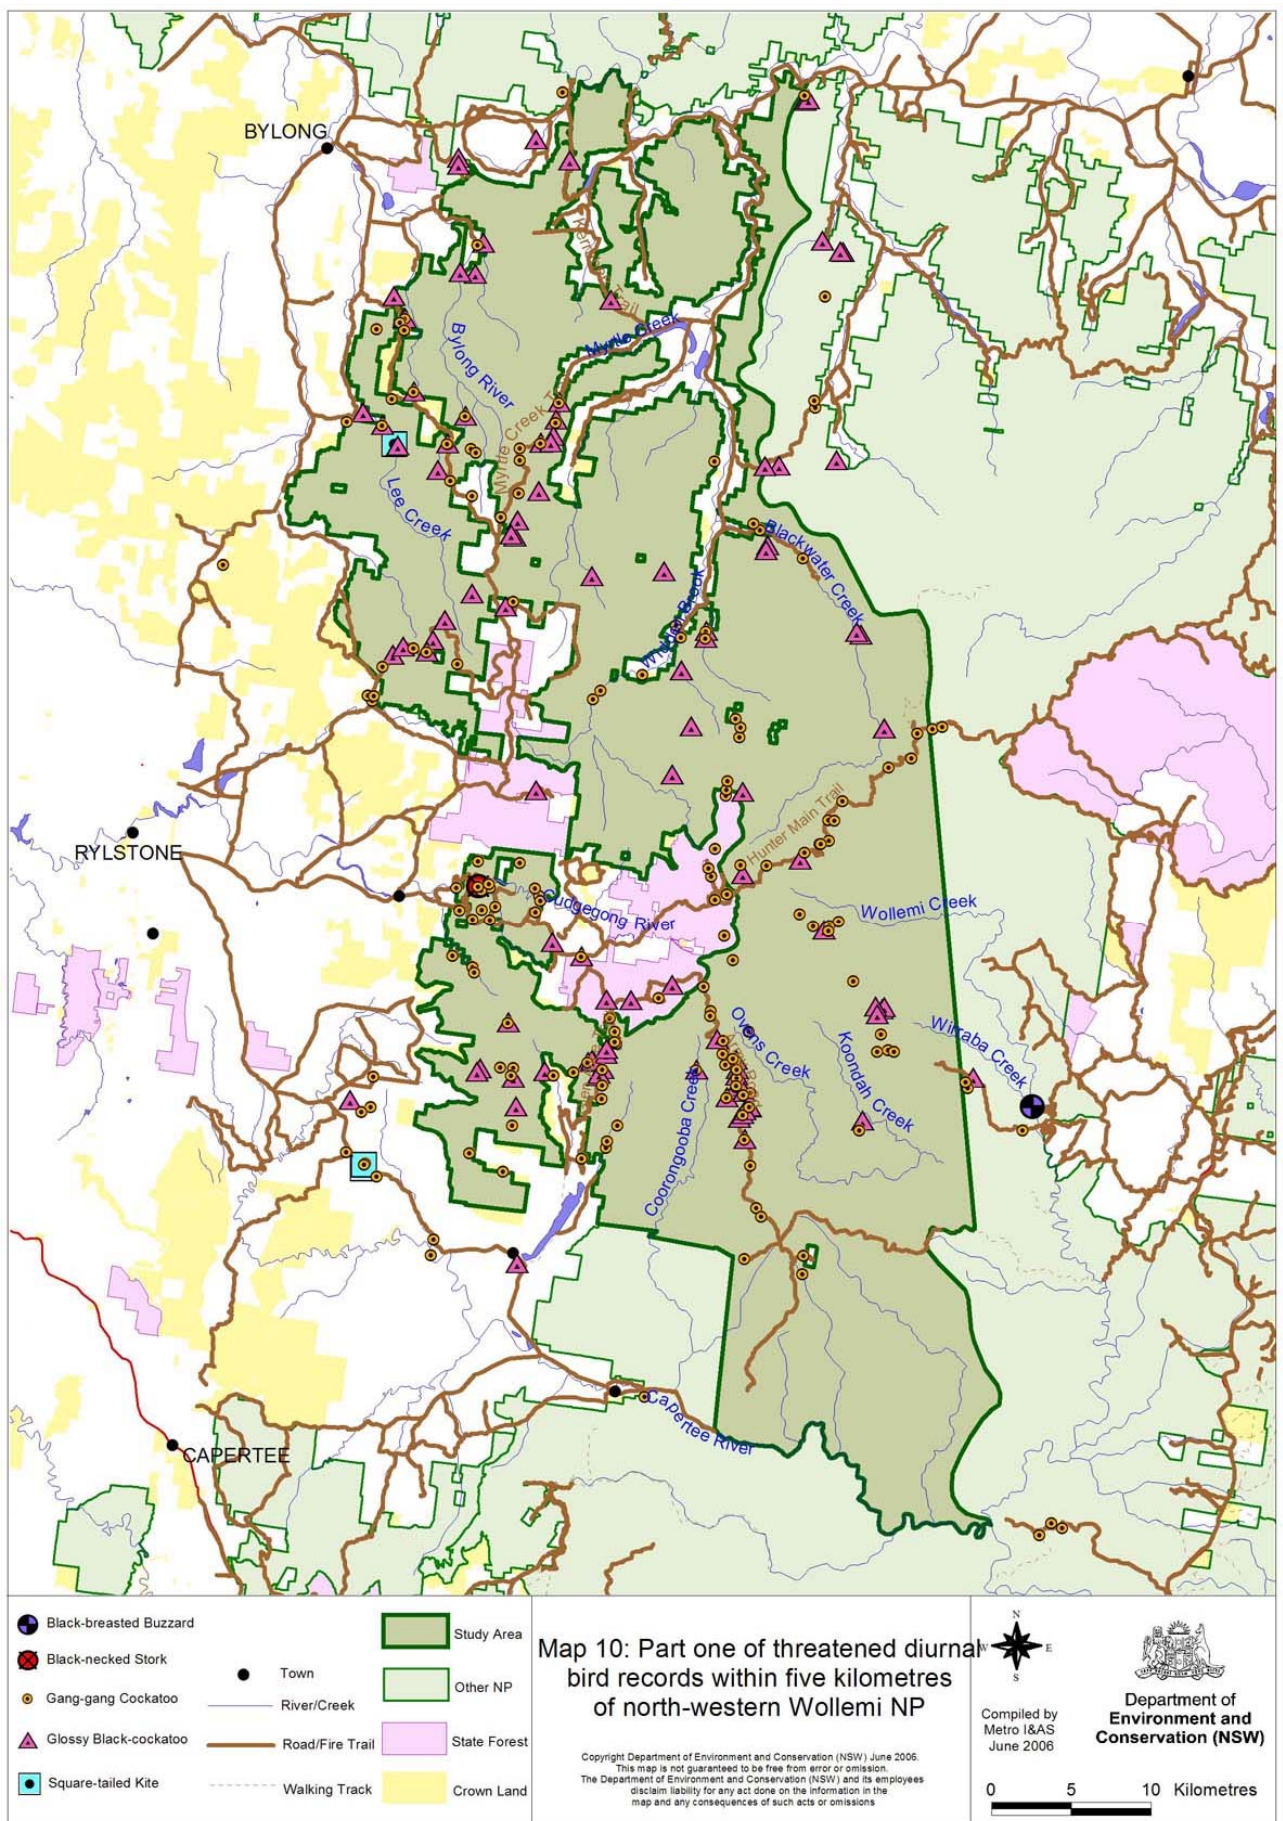 BYLONG
Kerrabee Trail
Myrtle Creek
Bylong River
Myrtle Creek Trail
Lee Creek
Blackwater Creek
Widden Brook
Hunter Main Trail
RYLSTONE
Wollemi Creek
Cudgegong River
Ovens Creek
Wirraba Creek
Koondah Creek
Coorongooba Creek
Capertee River
CAPERTEE
Black-breasted Buzzard
Black-necked Stork
Gang-gang Cockatoo
Glossy Black-cockatoo
Square-tailed Kite
Town
River/Creek
Road/Fire Trail
Walking Track
Study Area
Other NP
State Forest
Crown Land
Map 10: Part one of threatened diurnal
bird records within five kilometres
of north-western Wollemi NP
Copyright Department of Environment and Conservation (NSW) June 2006.
This map is not guaranteed to be free from error or omission.
The Department of Environment and Conservation (NSW) and its employees
disclaim liability for any act done on the information in the
map and any consequences of such acts or omissions
N
W E
S
Compiled by
Metro I&AS
June 2006
Department of
Environment and
Conservation (NSW)
0 5 10 Kilometres